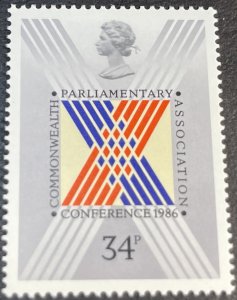 COMMONWEALTH
PARLIAMENTARY
ASSOCIATION
CONFERENCE 1986
34P